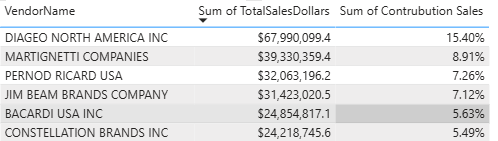 VendorName Sum of TotalSalesDollars Sum of Contrubution Sales
DIAGEO NORTH AMERICA INC $67,990,099.4 15.40%
MARTIGNETTI COMPANIES $39,330,359.4 8.91%
PERNOD RICARD USA $32,063,196.2 7.26%
JIM BEAM BRANDS COMPANY $31,423,020.5 7.12%
BACARDI USA INC $24,854,817.1 5.63%
CONSTELLATION BRANDS INC $24,218,745.6 5.49%